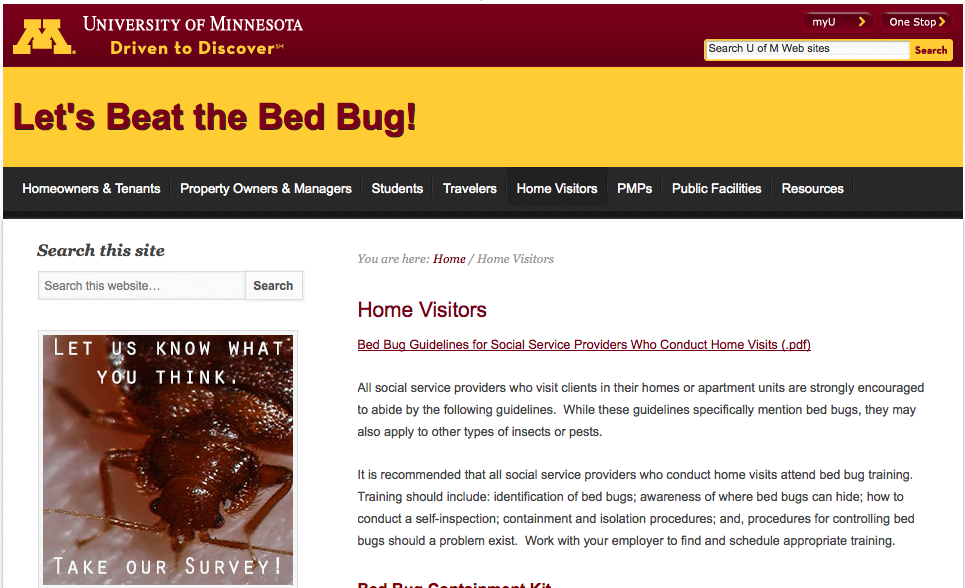 UNIVERSITY OF MINNESOTA
Driven to Discover℠
myU
One Stop
Search U of M Web sites
Search
Let's Beat the Bed Bug!
Homeowners & Tenants
Property Owners & Managers
Students
Travelers
Home Visitors
PMPs
Public Facilities
Resources
Search this site
Search this website…
Search
LET US KNOW WHAT
YOU THINK.
TAKE OUR SURVEY!
You are here: Home / Home Visitors
Home Visitors
Bed Bug Guidelines for Social Service Providers Who Conduct Home Visits (.pdf)
All social service providers who visit clients in their homes or apartment units are strongly encouraged
to abide by the following guidelines.  While these guidelines specifically mention bed bugs, they may
also apply to other types of insects or pests.
It is recommended that all social service providers who conduct home visits attend bed bug training.
Training should include: identification of bed bugs; awareness of where bed bugs can hide; how to
conduct a self-inspection; containment and isolation procedures; and, procedures for controlling bed
bugs should a problem exist.  Work with your employer to find and schedule appropriate training.
Bed Bug Containment Kit